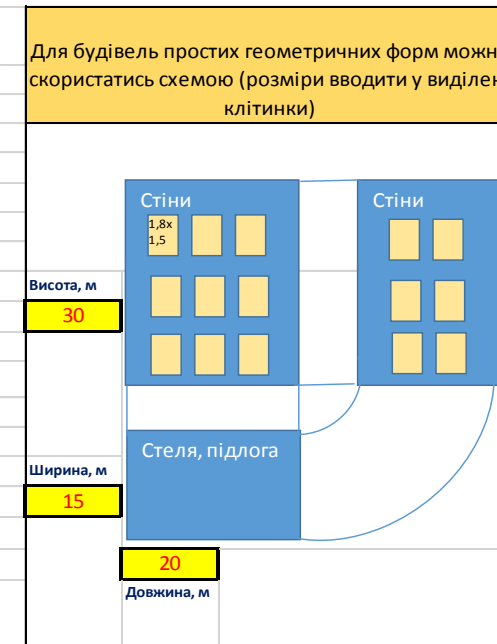 Для будівель простих геометричних форм можн
скористатись схемою (розміри вводити у виділен
клітинки)
Стіни
Стіни
1,8х
1,5
Висота, м
30
Стеля, підлога
Ширина, м
15
20
Довжина, м